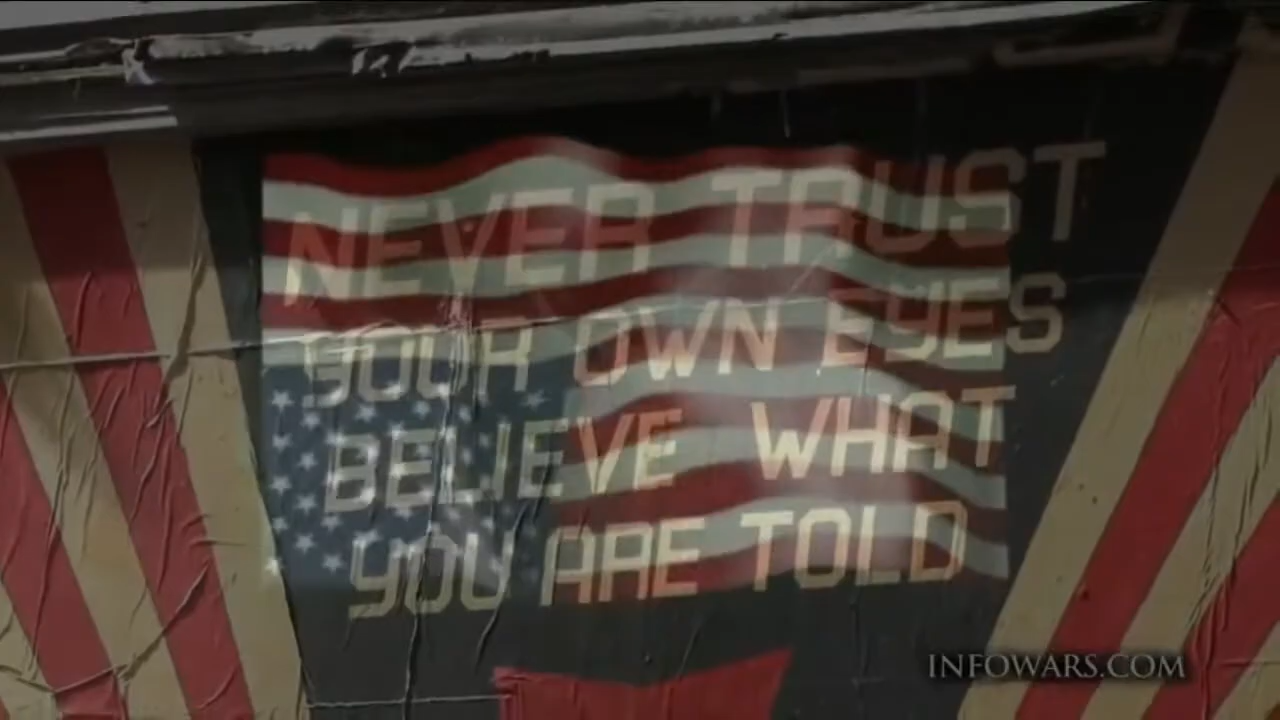 NEVER TRUST
YOUR OWN EYES
BELIEVE WHAT
YOU ARE TOLD
INFOWARS.COM